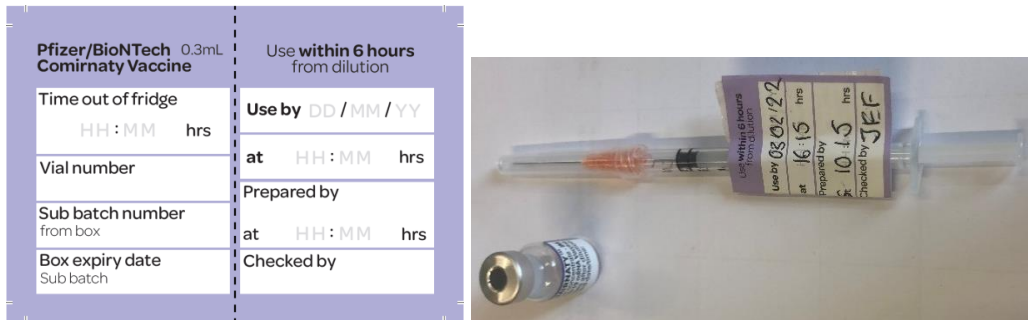 Pfizer/BioNTech 0.3mL
Comirnaty Vaccine
Time out of fridge
HH:MM hrs
Vial number
Sub batch number
from box
Box expiry date
Sub batch
Use within 6 hours
from dilution
Use by DD/MM/YY
at HH:MM hrs
Prepared by
at HH:MM hrs
Checked by
Use within 6 hours
from dilution
Use by 03/02/22
at 16:15 hrs
Prepared by
at 10:15 hrs
Checked by JEF